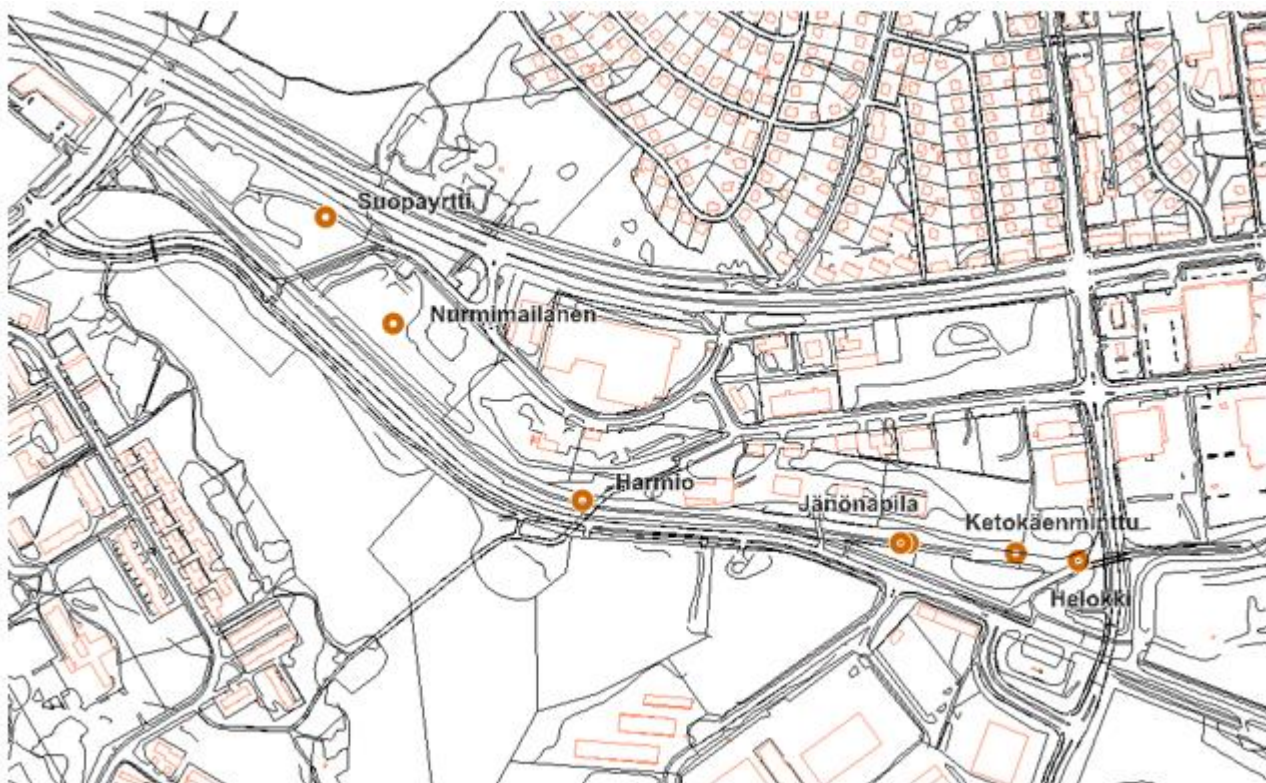 Suopayrtti
Nurmimailanen
Harmio
Jänönapila
Ketokäenminttu
Helokki